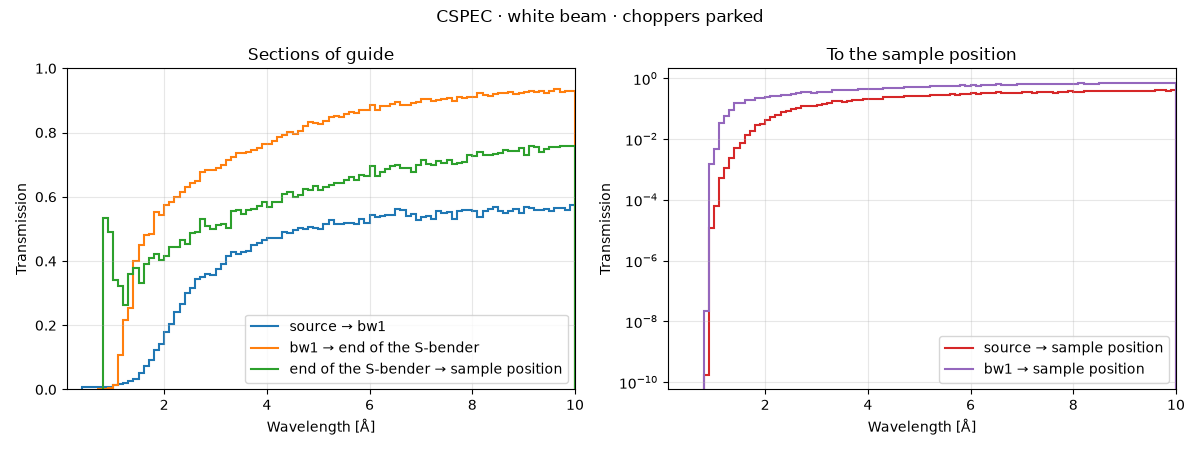 CSPEC · white beam · choppers parked
Sections of guide
Transmission
1.0
0.8
0.6
0.4
0.2
0.0
2
4
6
8
10
Wavelength [Å]
source → bw1
bw1 → end of the S-bender
end of the S-bender → sample position
To the sample position
Transmission
10⁰
10⁻²
10⁻⁴
10⁻⁶
10⁻⁸
10⁻¹⁰
2
4
6
8
10
Wavelength [Å]
source → sample position
bw1 → sample position